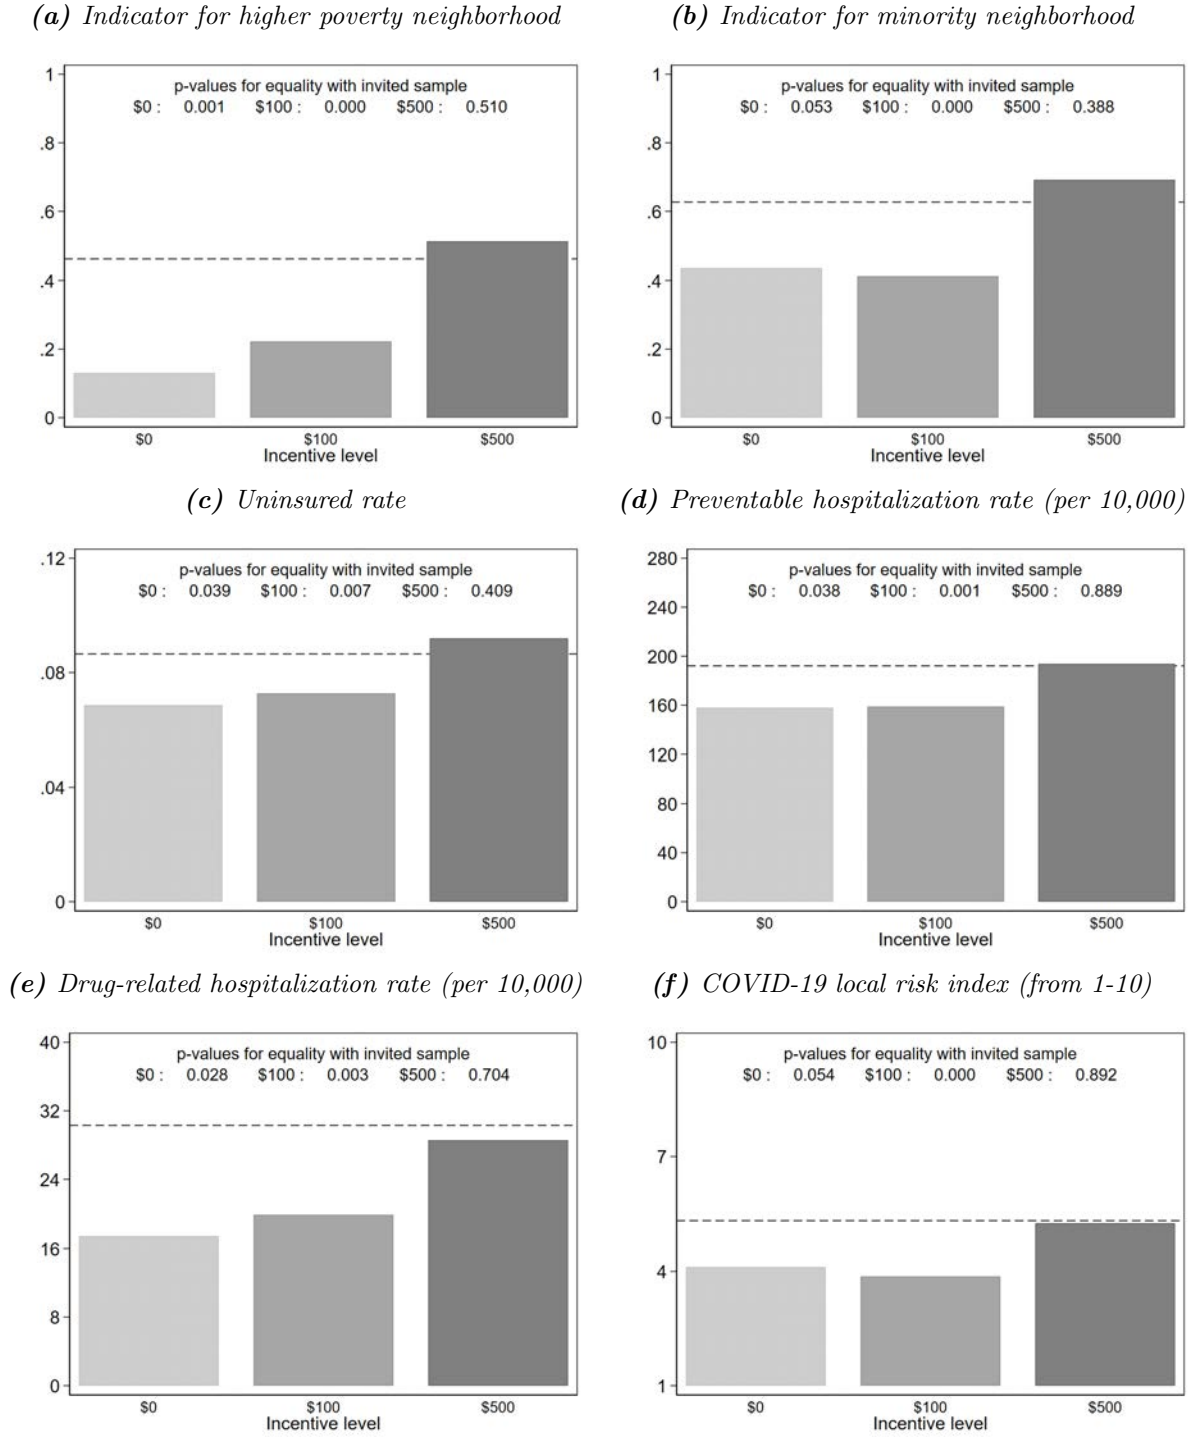 (a) Indicator for higher poverty neighborhood
p-values for equality with invited sample
$0 : 0.001 $100 : 0.000 $500 : 0.510
1
.8
.6
.4
.2
0
$0 $100 $500
Incentive level
(b) Indicator for minority neighborhood
p-values for equality with invited sample
$0 : 0.053 $100 : 0.000 $500 : 0.388
1
.8
.6
.4
.2
0
$0 $100 $500
Incentive level
(c) Uninsured rate
p-values for equality with invited sample
$0 : 0.039 $100 : 0.007 $500 : 0.409
.12
.08
.04
0
$0 $100 $500
Incentive level
(d) Preventable hospitalization rate (per 10,000)
p-values for equality with invited sample
$0 : 0.038 $100 : 0.001 $500 : 0.889
280
240
200
160
120
80
40
0
$0 $100 $500
Incentive level
(e) Drug-related hospitalization rate (per 10,000)
p-values for equality with invited sample
$0 : 0.028 $100 : 0.003 $500 : 0.704
40
32
24
16
8
0
$0 $100 $500
Incentive level
(f) COVID-19 local risk index (from 1-10)
p-values for equality with invited sample
$0 : 0.054 $100 : 0.000 $500 : 0.892
10
7
4
1
$0 $100 $500
Incentive level